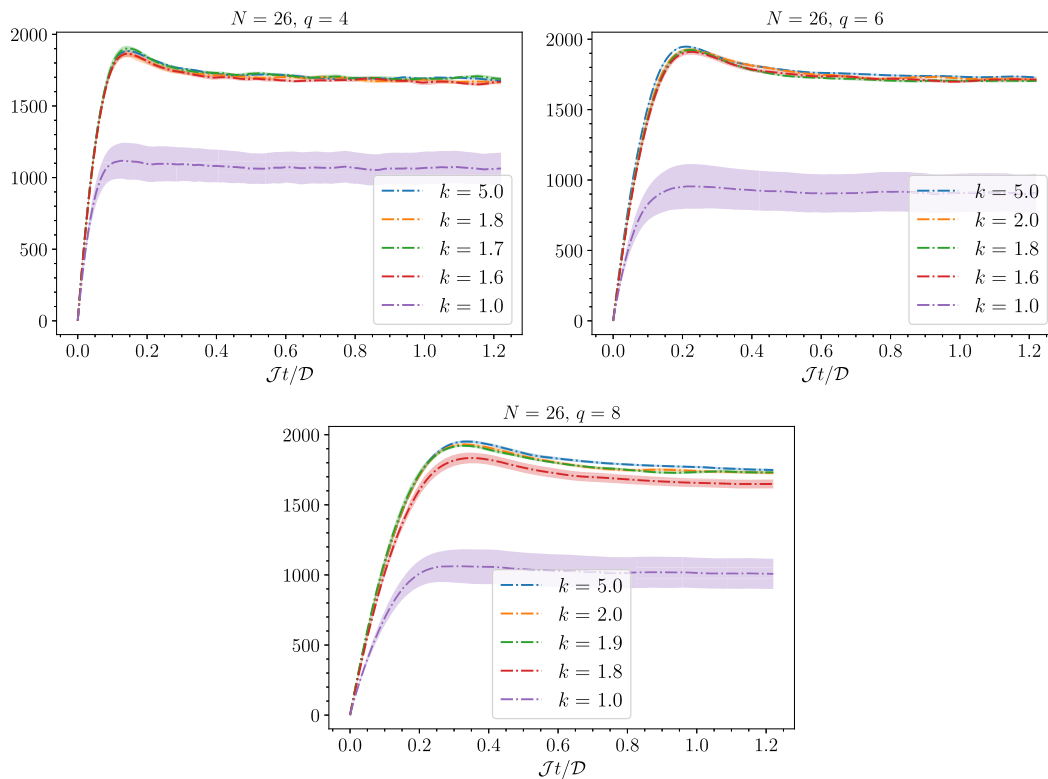 N = 26, q = 4
2000
1500
1000
500
0
0.0 0.2 0.4 0.6 0.8 1.0 1.2
𝒥t/𝒟
k = 5.0
k = 1.8
k = 1.7
k = 1.6
k = 1.0
N = 26, q = 6
2000
1500
1000
500
0
0.0 0.2 0.4 0.6 0.8 1.0 1.2
𝒥t/𝒟
k = 5.0
k = 2.0
k = 1.8
k = 1.6
k = 1.0
N = 26, q = 8
2000
1500
1000
500
0
0.0 0.2 0.4 0.6 0.8 1.0 1.2
𝒥t/𝒟
k = 5.0
k = 2.0
k = 1.9
k = 1.8
k = 1.0